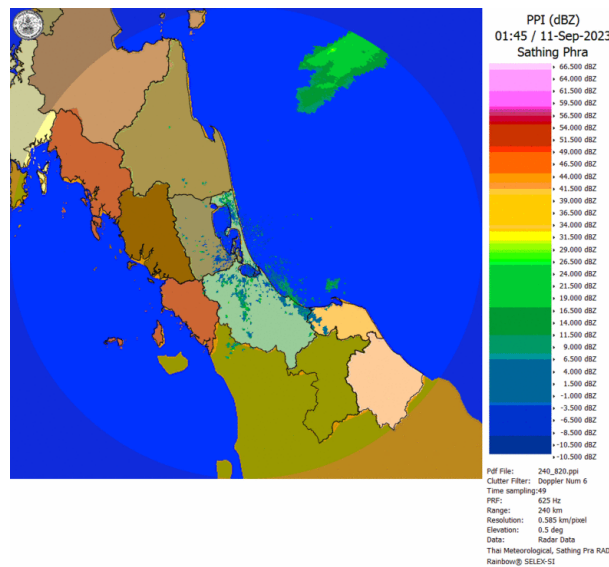 PPI (dBZ)
01:45 / 11-Sep-2023
Sathing Phra
66.500 dBZ
64.000 dBZ
61.500 dBZ
59.500 dBZ
56.500 dBZ
54.000 dBZ
51.500 dBZ
49.000 dBZ
46.500 dBZ
44.000 dBZ
41.500 dBZ
39.000 dBZ
36.500 dBZ
34.000 dBZ
31.500 dBZ
29.000 dBZ
26.500 dBZ
24.000 dBZ
21.500 dBZ
19.000 dBZ
16.500 dBZ
14.000 dBZ
11.500 dBZ
9.000 dBZ
6.500 dBZ
4.000 dBZ
1.500 dBZ
-1.000 dBZ
-3.500 dBZ
-6.500 dBZ
-8.500 dBZ
-10.500 dBZ
-10.500 dBZ
Pdf File: 240_820.ppi
Clutter Filter: Doppler Num 6
Time sampling:49
PRF: 625 Hz
Range: 240 km
Resolution: 0.585 km/pixel
Elevation: 0.5 deg
Data: Radar Data
Thai Meteorological, Sathing Pra RAD
Rainbow® SELEX-SI